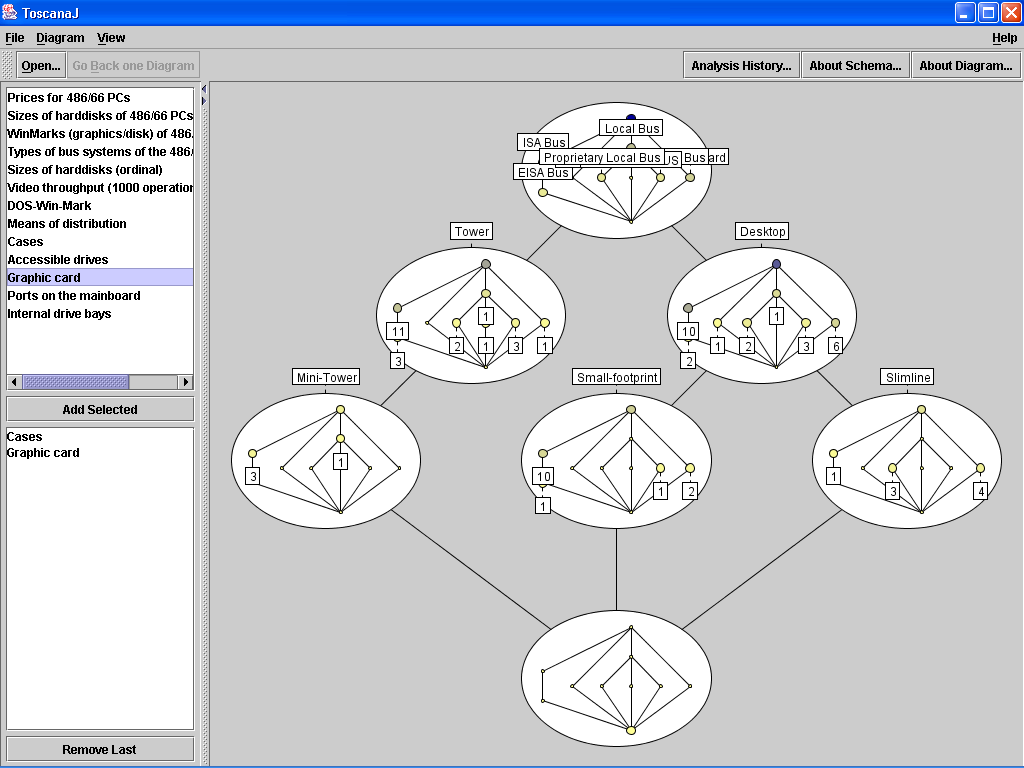 ToscanaJ
File Diagram View Help
Open... Go Back one Diagram Analysis History... About Schema... About Diagram...
Prices for 486/66 PCs
Sizes of harddisks of 486/66 PCs
WinMarks (graphics/disk) of 486.
Types of bus systems of the 486/
Sizes of harddisks (ordinal)
Video throughput (1000 operation
DOS-Win-Mark
Means of distribution
Cases
Accessible drives
Graphic card
Ports on the mainboard
Internal drive bays
Add Selected
Cases
Graphic card
Remove Last
Local Bus
ISA Bus
Proprietary Local Bus Bus
EISA Bus
Tower Desktop
1 1
11 10
2 1 3 1 1 2 3 6
3 2
Mini-Tower Small-footprint Slimline
1
3 10 1
1 2 3 4
1